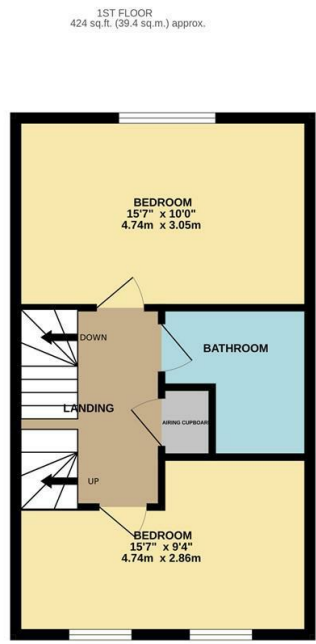 1ST FLOOR
424 sq.ft. (39.4 sq.m.) approx.
BEDROOM
15'7" x 10'0"
4.74m x 3.05m
DOWN
BATHROOM
LANDING
AIRING CUPBOARD
UP
BEDROOM
15'7" x 9'4"
4.74m x 2.86m